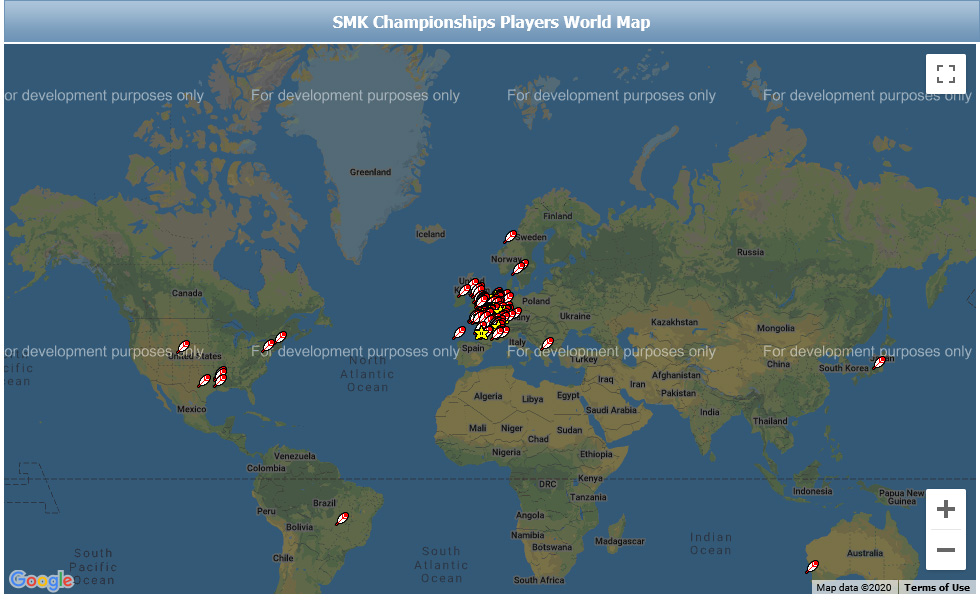 SMK Championships Players World Map
or development purposes only
For development purposes only
For development purposes only
For development purposes only
Greenland
Iceland
Finland
Sweden
Norway
Russia
Canada
Poland
Ukraine
Kazakhstan
Mongolia
or development purposes only
For development purposes only
For development purposes only
For development purposes only
United States
Spain
Italy
Turkey
China
South Korea
Japan
North
Atlantic
Ocean
Iraq
Iran
Afghanistan
Pakistan
Mexico
Algeria
Libya
Egypt
Saudi Arabia
India
Thailand
Mali
Niger
Chad
Sudan
Nigeria
Ethiopia
Venezuela
Colombia
DRC
Kenya
Tanzania
Indonesia
Papua New
Guinea
Peru
Brazil
Bolivia
Angola
Namibia
Botswana
Madagascar
Chile
South
Pacific
Ocean
South
Atlantic
Ocean
Indian
Ocean
Australia
South Africa
Google
Map data ©2020
Terms of Use